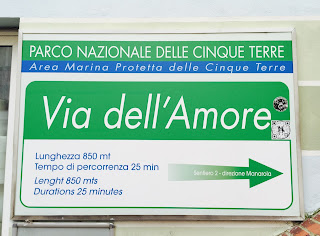 PARCO NAZIONALE DELLE CINQUE TERRE
Area Marina Protetta delle Cinque Terre
Via dell'Amore
Lunghezza 850 mt
Tempo di percorrenza 25 min
Lenght 850 mts
Durations 25 minutes
Sentiero 2 - direzione Manarola